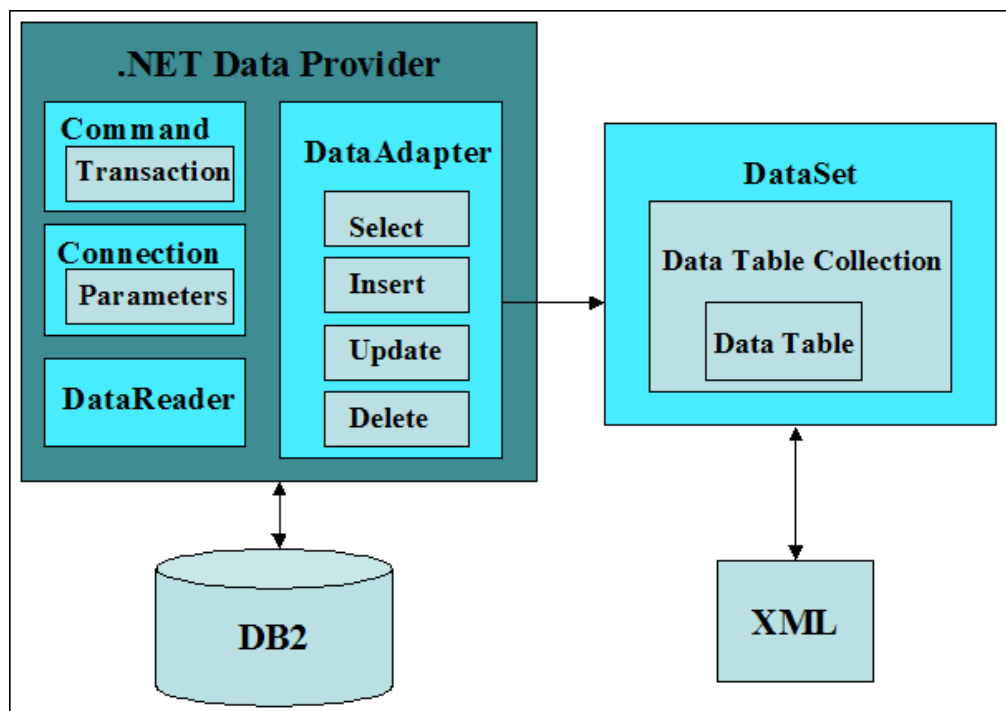 .NET Data Provider
Command
Transaction
Connection
Parameters
DataReader
DataAdapter
Select
Insert
Update
Delete
DataSet
Data Table Collection
Data Table
DB2
XML